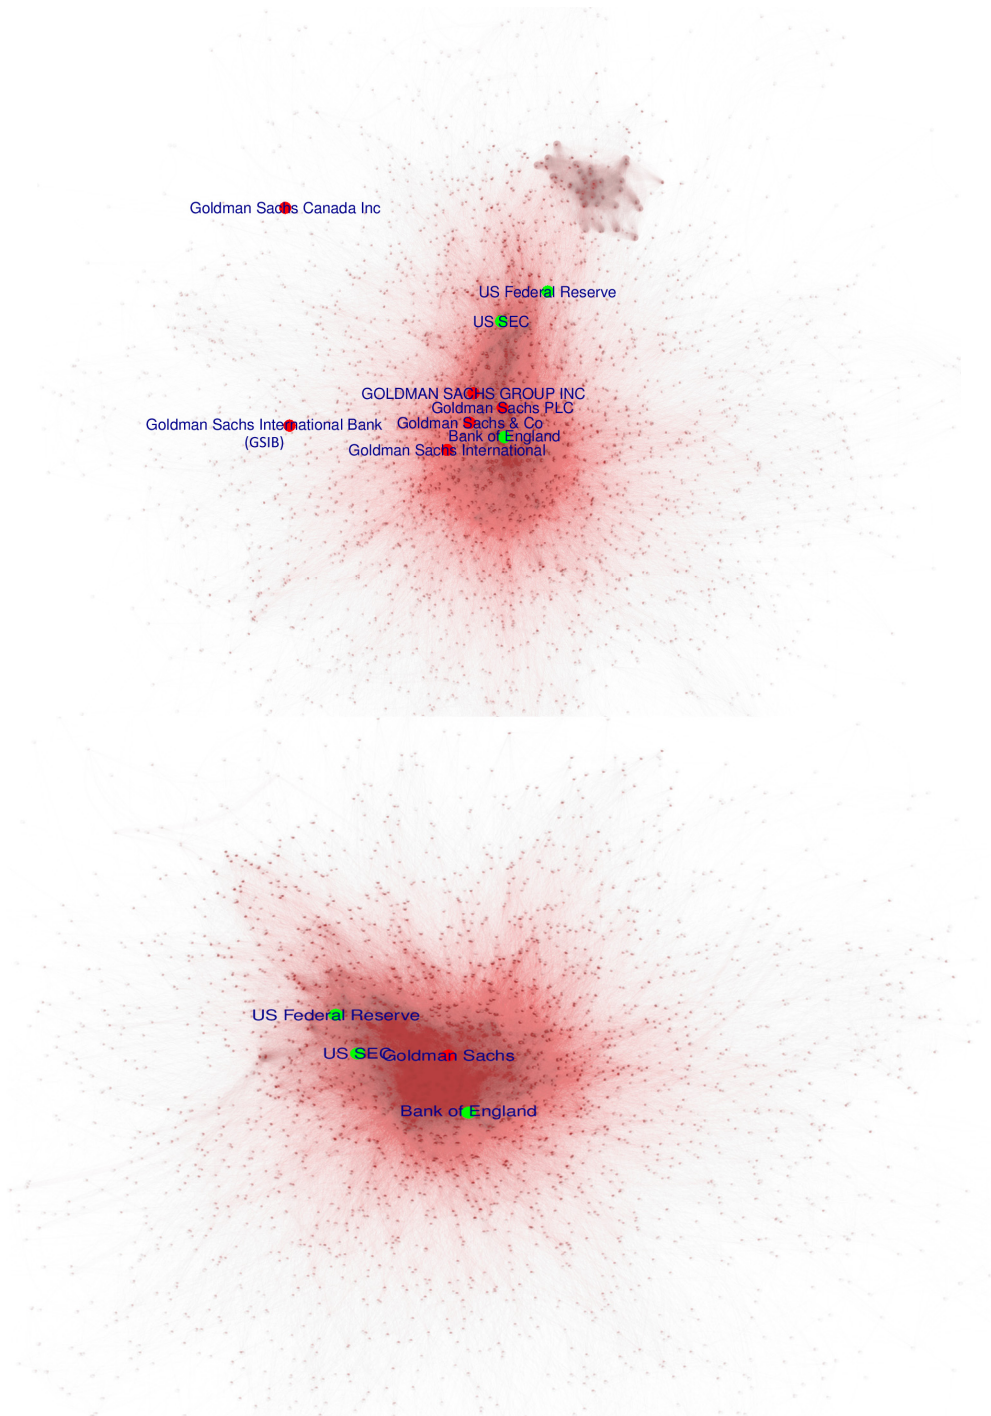 Goldman Sachs Canada Inc
US Federal Reserve
US SEC
GOLDMAN SACHS GROUP INC
Goldman Sachs PLC
Goldman Sachs & Co
Goldman Sachs International Bank
(GSIB)
Bank of England
Goldman Sachs International
US Federal Reserve
US SEC
Goldman Sachs
Bank of England